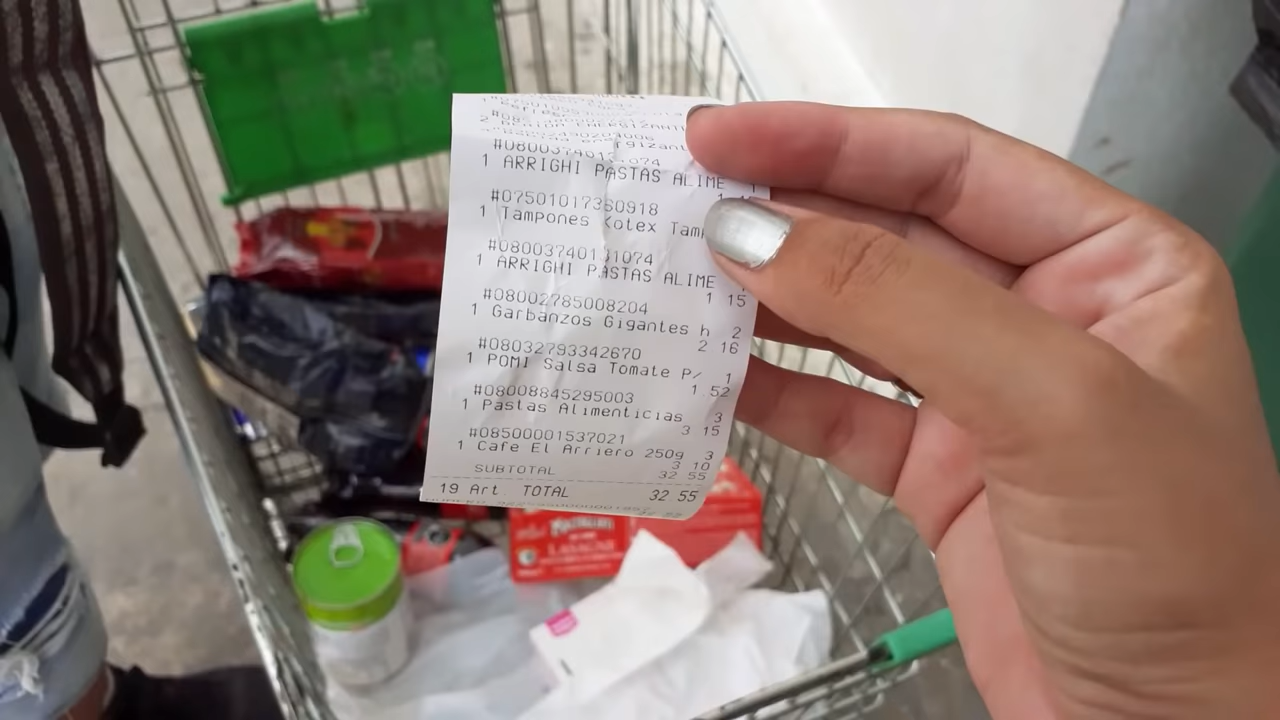 #08003740131074
1 ARRIGHI PASTAS ALIME 1
#07501017360918
1 Tampones Kotex Tam
#08003740131074
1 ARRIGHI PASTAS ALIME
1 15
#08002785008204
1 Garbanzos Gigantes h 2
2 16
#08032793342670
1 POMI Salsa Tomate P/ 1
1 52
#08008845295003
1 Pastas Alimenticias 3
3 15
#08500001537021
1 Cafe El Arriero 250g 3
3 10
SUBTOTAL 32 55
19 Art TOTAL 32 55